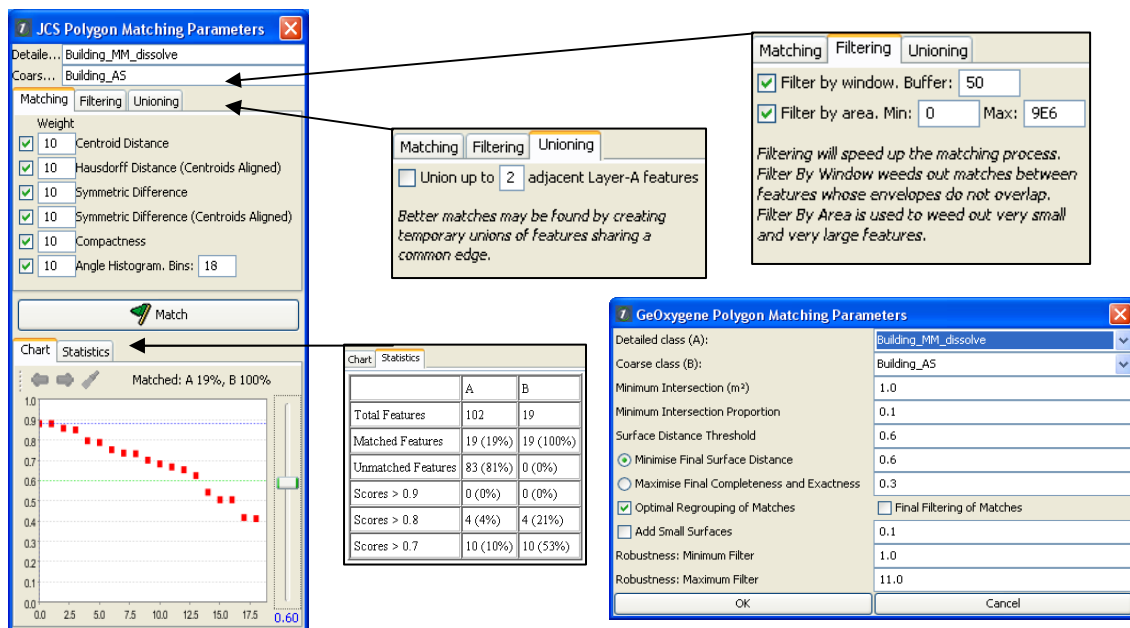 JCS Polygon Matching Parameters
Detaile... Building_MM_dissolve
Coars... Building_AS
Matching Filtering Unioning
Weight
10 Centroid Distance
10 Hausdorff Distance (Centroids Aligned)
10 Symmetric Difference
10 Symmetric Difference (Centroids Aligned)
10 Compactness
10 Angle Histogram. Bins: 18
Match
Chart Statistics
Matched: A 19%, B 100%
1.0
0.9
0.8
0.7
0.6
0.5
0.4
0.3
0.2
0.1
0.0
0.0 2.5 5.0 7.5 10.0 12.5 15.0 17.5 0.60
Matching Filtering Unioning
Union up to 2 adjacent Layer-A features
Better matches may be found by creating
temporary unions of features sharing a
common edge.
Matching Filtering Unioning
Filter by window. Buffer: 50
Filter by area. Min: 0 Max: 9E6
Filtering will speed up the matching process.
Filter By Window weeds out matches between
features whose envelopes do not overlap.
Filter By Area is used to weed out very small
and very large features.
Chart Statistics
A B
Total Features 102 19
Matched Features 19 (19%) 19 (100%)
Unmatched Features 83 (81%) 0 (0%)
Scores > 0.9 0 (0%) 0 (0%)
Scores > 0.8 4 (4%) 4 (21%)
Scores > 0.7 10 (10%) 10 (53%)
GeOxygene Polygon Matching Parameters
Detailed class (A): Building_MM_dissolve
Coarse class (B): Building_AS
Minimum Intersection (m²) 1.0
Minimum Intersection Proportion 0.1
Surface Distance Threshold 0.6
Minimise Final Surface Distance 0.6
Maximise Final Completeness and Exactness 0.3
Optimal Regrouping of Matches Final Filtering of Matches
Add Small Surfaces 0.1
Robustness: Minimum Filter 1.0
Robustness: Maximum Filter 11.0
OK Cancel